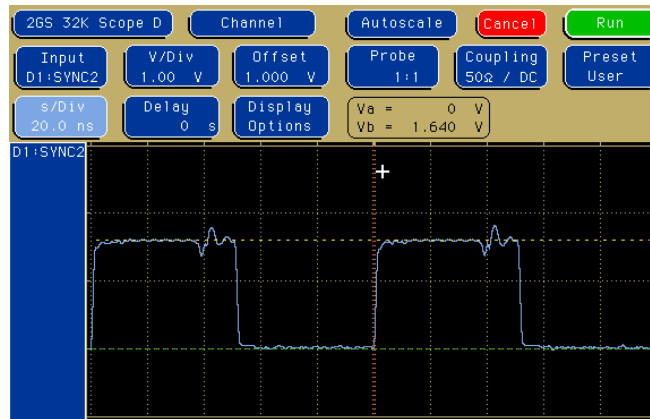 2GS 32K Scope D Channel Autoscale Cancel Run
Input V/Div Offset Probe Coupling Preset
D1:SYNC2 1.00 V 1.000 V 1:1 50Ω / DC User
s/Div Delay Display Va = 0 V
20.0 ns 0 s Options Vb = 1.640 V
D1:SYNC2